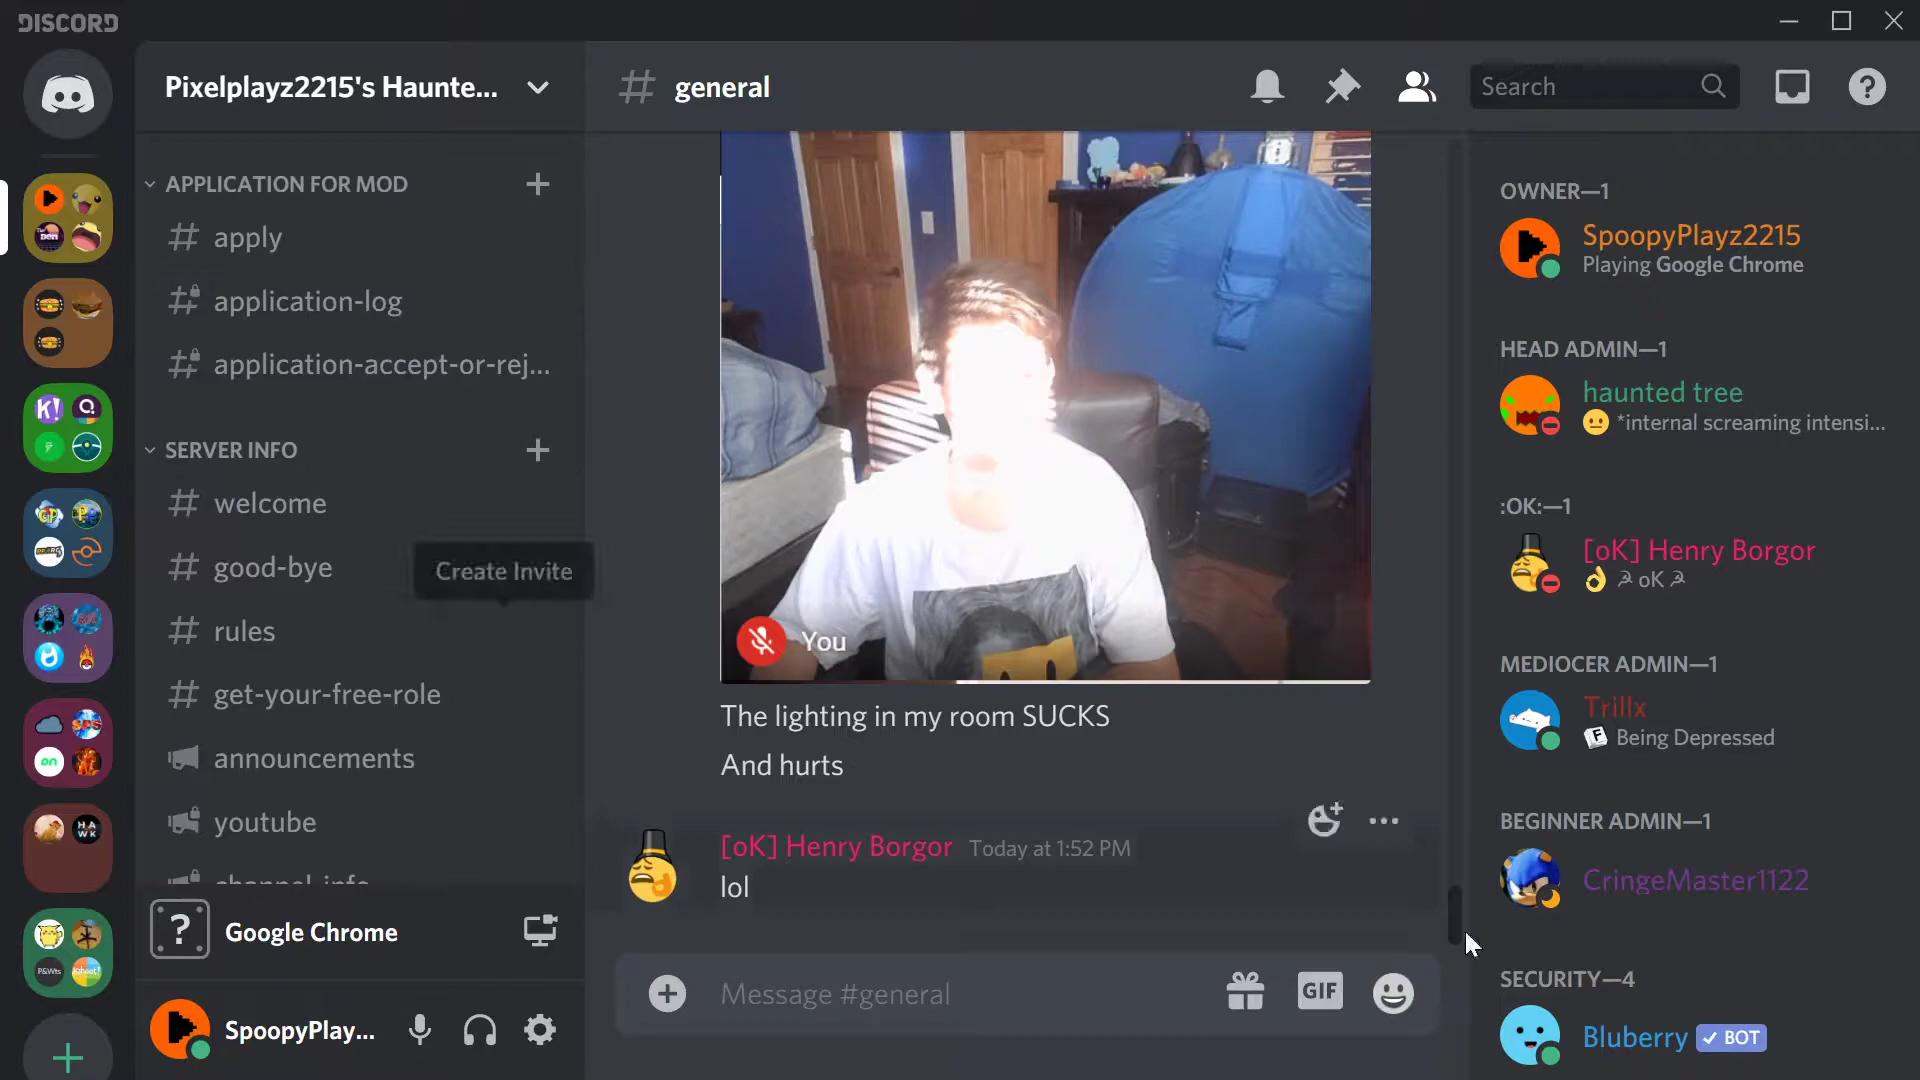 DISCORD
Pixelplayz2215's Haunte...
general
Search
APPLICATION FOR MOD
apply
application-log
application-accept-or-rej...
SERVER INFO
welcome
good-bye
Create Invite
rules
get-your-free-role
announcements
youtube
channel-info
Google Chrome
SpoopyPlay...
You
The lighting in my room SUCKS
And hurts
[oK] Henry Borgor Today at 1:52 PM
lol
Message #general
GIF
OWNER—1
SpoopyPlayz2215
Playing Google Chrome
HEAD ADMIN—1
haunted tree
*internal screaming intensi...
:OK:—1
[oK] Henry Borgor
☭ oK ☭
MEDIOCER ADMIN—1
Trillx
F Being Depressed
BEGINNER ADMIN—1
CringeMaster1122
SECURITY—4
Bluberry ✓ BOT